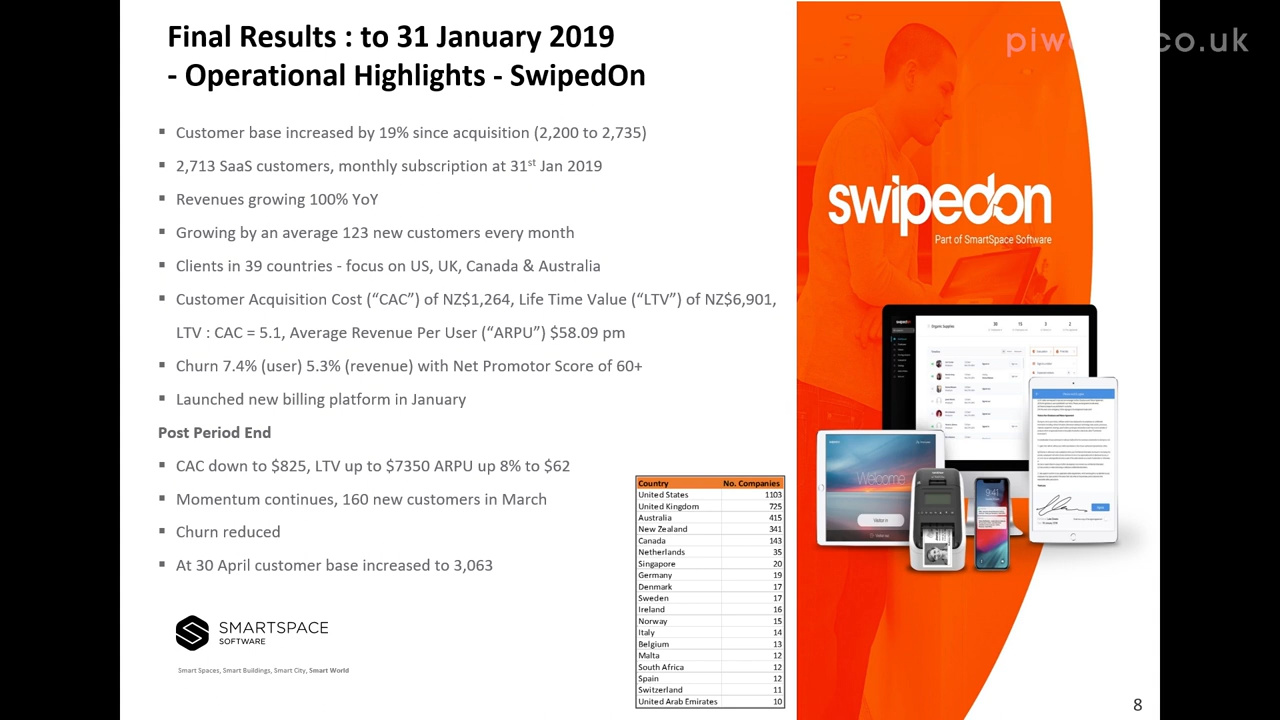 Final Results : to 31 January 2019
- Operational Highlights - SwipedOn
▪ Customer base increased by 19% since acquisition (2,200 to 2,735)
▪ 2,713 SaaS customers, monthly subscription at 31st Jan 2019
▪ Revenues growing 100% YoY
▪ Growing by an average 123 new customers every month
▪ Clients in 39 countries - focus on US, UK, Canada & Australia
▪ Customer Acquisition Cost (“CAC”) of NZ$1,264, Life Time Value (“LTV”) of NZ$6,901,
LTV: CAC = 5.1, Average Revenue Per User (“ARPU”) $58.09 pm
▪ Churn 7.4% (user) 5.3% (revenue) with Net Promotor Score of 60+
▪ Launched new billing platform in January
Post Period End
▪ CAC down to $825, LTV up to $7350 ARPU up 8% to $62
▪ Momentum continues, 160 new customers in March
▪ Churn reduced
▪ At 30 April customer base increased to 3,063
SMARTSPACE
SOFTWARE
Smart Spaces, Smart Buildings, Smart City, Smart World
Country No. Companies
United States 1103
United Kingdom 725
Australia 415
New Zealand 341
Canada 143
Netherlands 35
Singapore 20
Germany 19
Denmark 17
Sweden 17
Ireland 16
Norway 15
Italy 14
Belgium 13
Malta 12
South Africa 12
Spain 12
Switzerland 11
United Arab Emirates 10
.co.uk
swipedon
Part of SmartSpace Software
Welcome
9:41
8